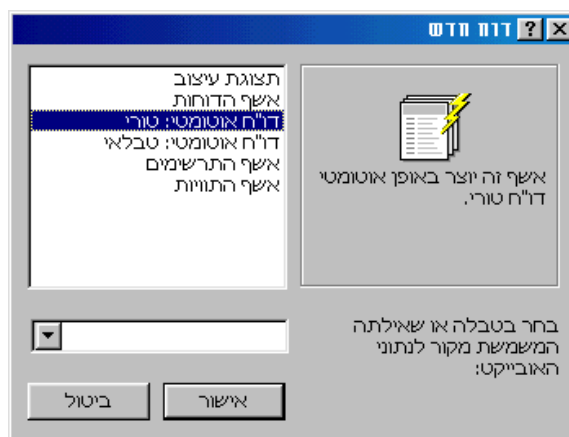 דוח חדש
תצוגת עיצוב
אשף הדוחות
דו"ח אוטומטי: טורי
דו"ח אוטומטי: טבלאי
אשף התרשימים
אשף התוויות
אשף זה יוצר באופן אוטומטי
דו"ח טורי.
בחר בטבלה או שאילתה
המשמשת מקור לנתוני
האובייקט:
אישור
ביטול